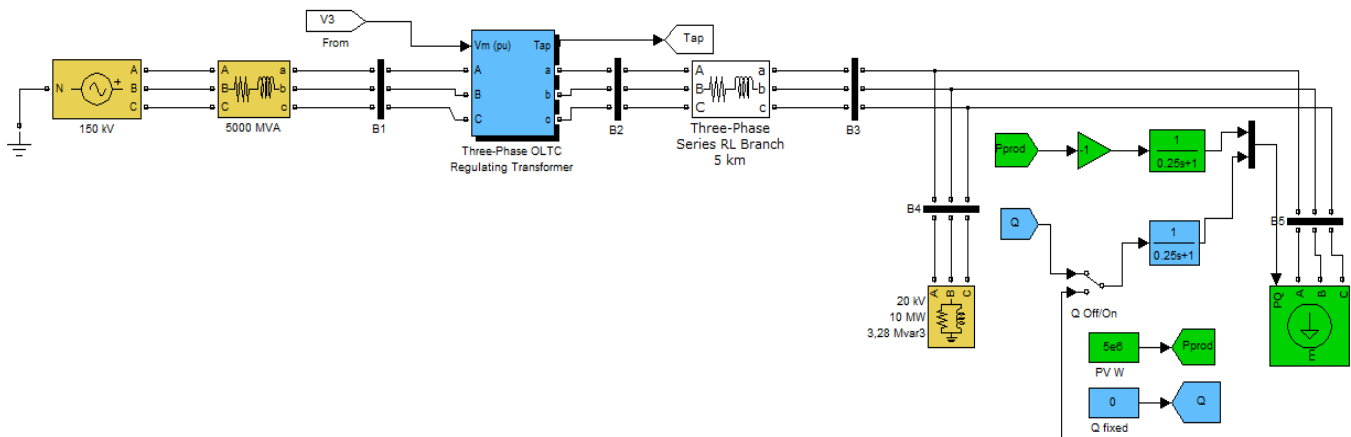 V3
From
Vm (pu) Tap
Tap
N
A
B
C
150 kV
A a
B b
C c
5000 MVA
B1
A a
B b
C c
Three-Phase OLTC
Regulating Transformer
B2
A a
B b
C c
Three-Phase
Series RL Branch
5 km
B3
Pprod
-1
1
0.25s+1
B4
Q
1
0.25s+1
B5
A B C
20 kV
10 MW
3,28 Mvar3
Q Off/On
PQ A B C
E
5e6
Pprod
PV W
0
Q
Q fixed